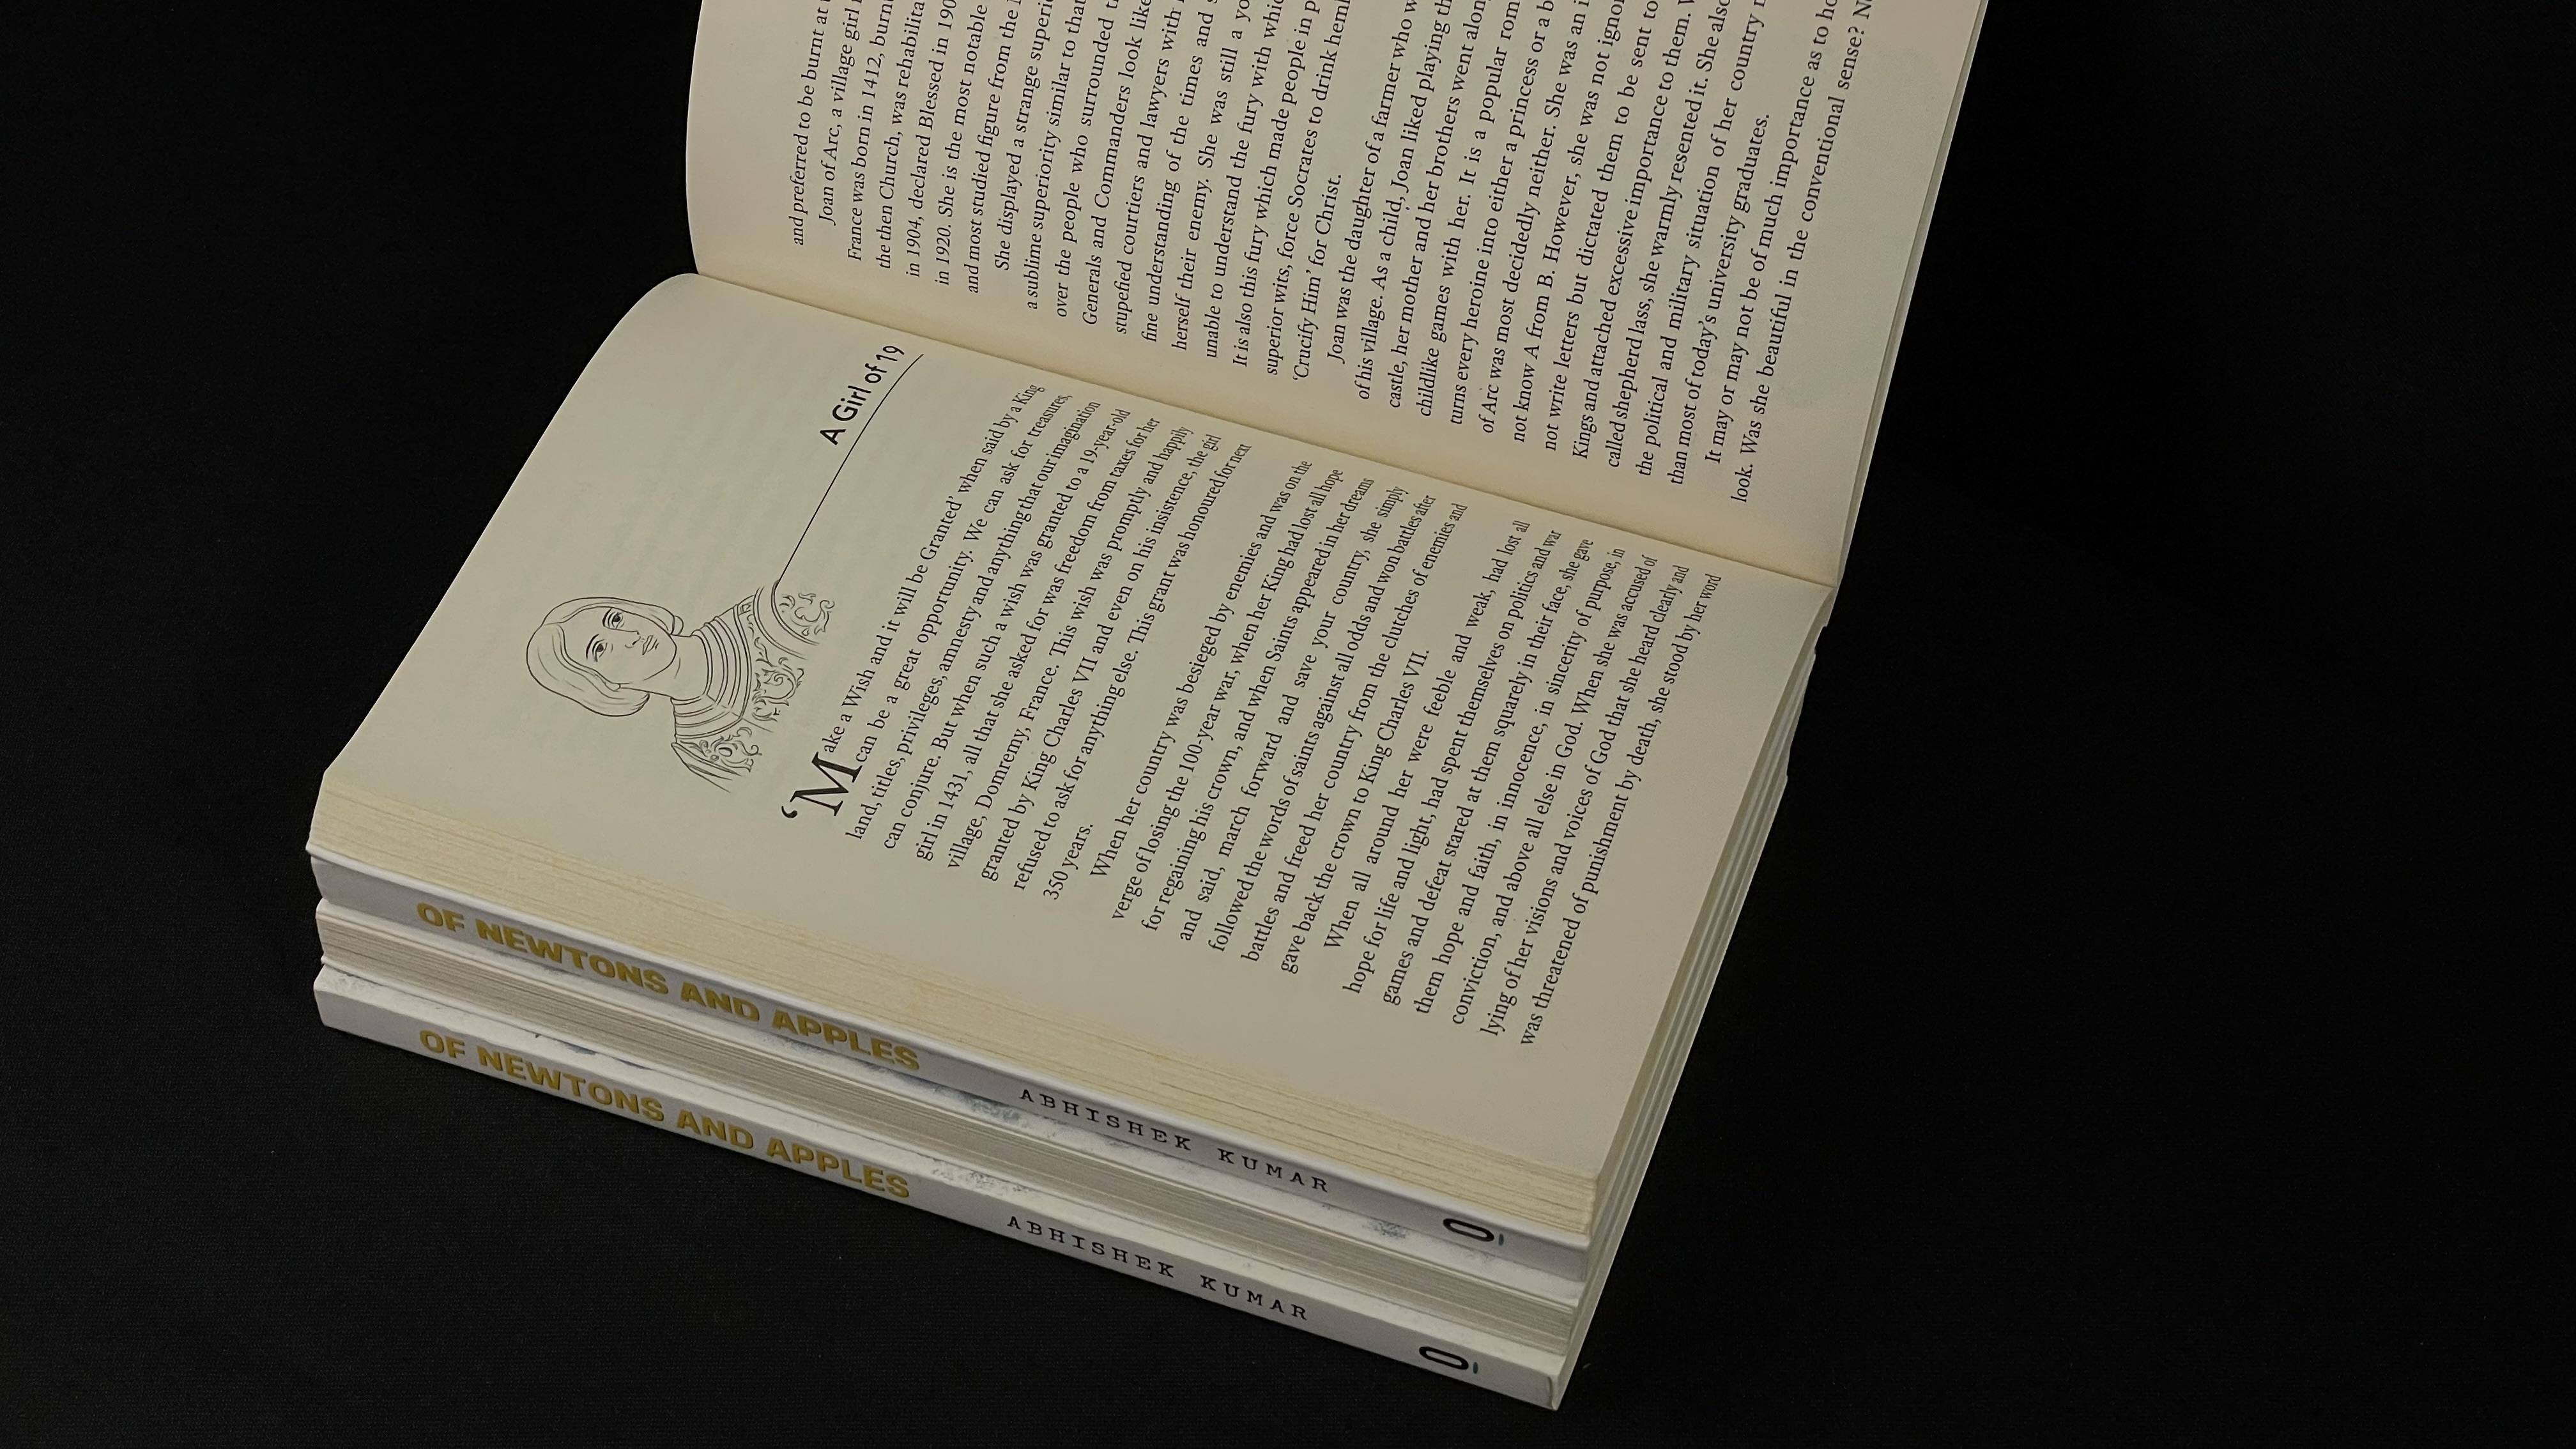 A Girl of 19
‘Make a Wish and it will be Granted’ when said by a King
can be a great opportunity. We can ask for treasures,
land, titles, privileges, amnesty and anything that our imagination
can conjure. But when such a wish was granted to a 19-year-old
girl in 1431, all that she asked for was freedom from taxes for her
village, Domremy, France. This wish was promptly and happily
granted by King Charles VII and even on his insistence, the girl
refused to ask for anything else. This grant was honoured for next
350 years.
When her country was besieged by enemies and was on the
verge of losing the 100-year war, when her King had lost all hope
for regaining his crown, and when Saints appeared in her dreams
and said, march forward and save your country, she simply
followed the words of saints against all odds and won battles after
battles and freed her country from the clutches of enemies and
gave back the crown to King Charles VII.
When all around her were feeble and weak, had lost all
hope for life and light, had spent themselves on politics and war
games and defeat stared at them squarely in their face, she gave
them hope and faith, in innocence, in sincerity of purpose, in
conviction, and above all else in God. When she was accused of
lying of her visions and voices of God that she heard clearly and
was threatened of punishment by death, she stood by her word
and preferred to be burnt at
Joan of Arc, a village girl
France was born in 1412, burnt
the then Church, was rehabilita
in 1904, declared Blessed in 190
in 1920. She is the most notable
and most studied figure from the
She displayed a strange superi
a sublime superiority similar to that
over the people who surrounded
Generals and Commanders look like
stupefied courtiers and lawyers with
fine understanding of the times and
herself their enemy. She was still a yo
unable to understand the fury with whic
It is also this fury which made people in p
superior wits, force Socrates to drink heml
‘Crucify Him’ for Christ.
Joan was the daughter of a farmer who w
of his village. As a child, Joan liked playing th
castle, her mother and her brothers went alon
childlike games with her. It is a popular rom
turns every heroine into either a princess or a b
of Arc was most decidedly neither. She was an i
not know A from B. However, she was not igno
not write letters but dictated them to be sent to
Kings and attached excessive importance to them.
called shepherd lass, she warmly resented it. She also
the political and military situation of her country
than most of today’s university graduates.
It may or may not be of much importance as to ho
look. Was she beautiful in the conventional sense? N
OF NEWTONS AND APPLES ABHISHEK KUMAR
OF NEWTONS AND APPLES ABHISHEK KUMAR